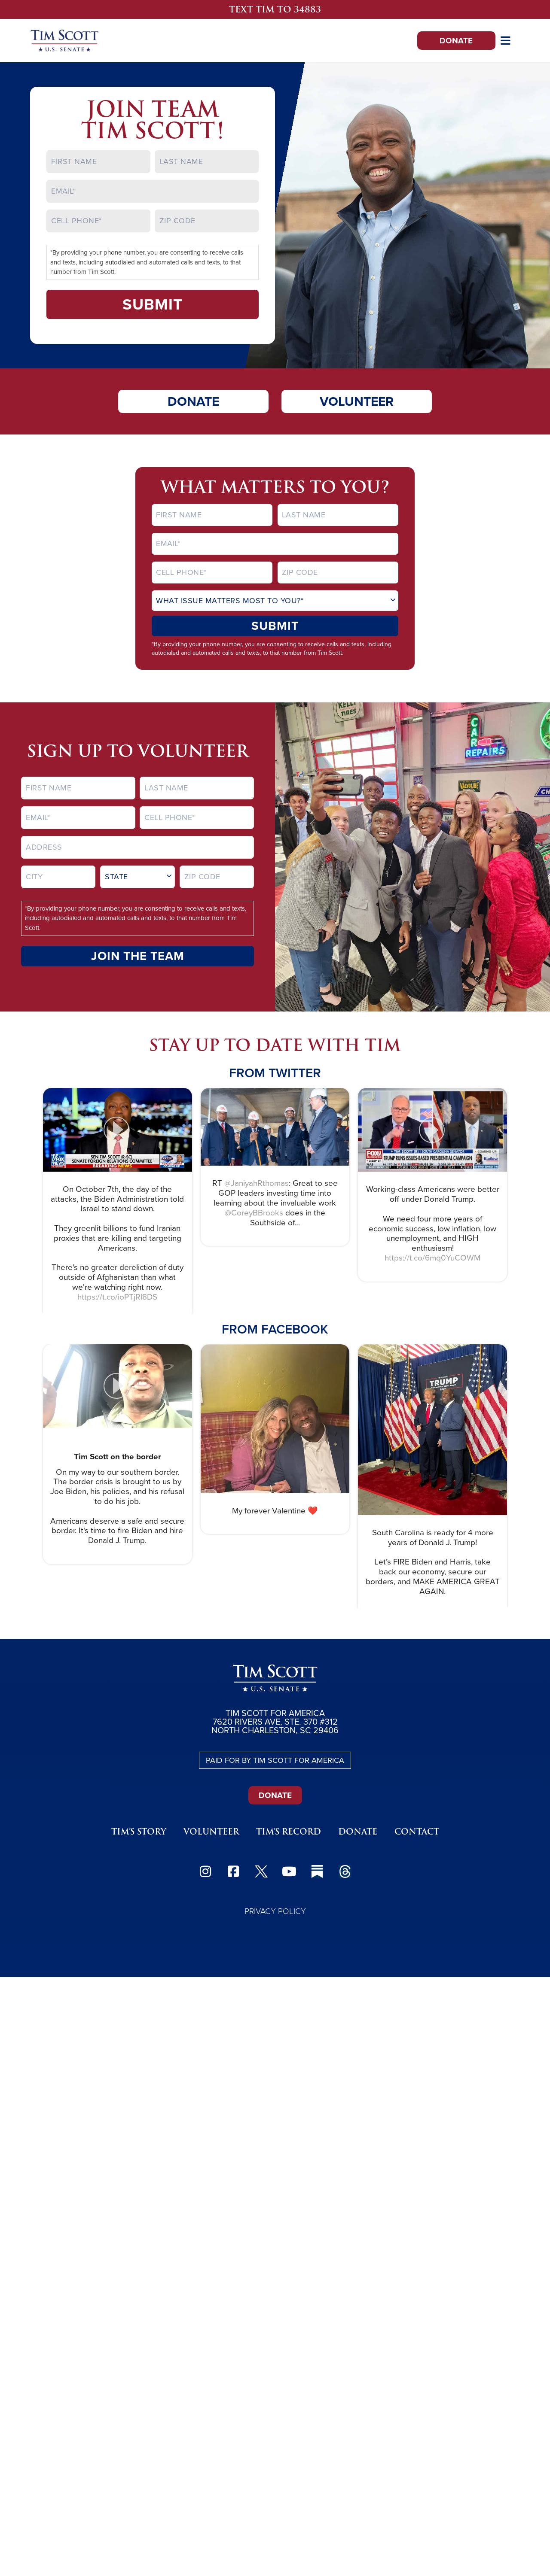 TEXT TIM TO 34883
TIM SCOTT
U.S. SENATE
DONATE
JOIN TEAM
TIM SCOTT!
FIRST NAME
LAST NAME
EMAIL*
CELL PHONE*
ZIP CODE
*By providing your phone number, you are consenting to receive calls
and texts, including autodialed and automated calls and texts, to that
number from Tim Scott.
SUBMIT
DONATE
VOLUNTEER
WHAT MATTERS TO YOU?
FIRST NAME
LAST NAME
EMAIL*
CELL PHONE*
ZIP CODE
WHAT ISSUE MATTERS MOST TO YOU?*
SUBMIT
*By providing your phone number, you are consenting to receive calls and texts, including
autodialed and automated calls and texts, to that number from Tim Scott.
SIGN UP TO VOLUNTEER
FIRST NAME
LAST NAME
EMAIL*
CELL PHONE*
ADDRESS
CITY
STATE
ZIP CODE
*By providing your phone number, you are consenting to receive calls and texts,
including autodialed and automated calls and texts, to that number from Tim
Scott.
JOIN THE TEAM
TIRES
CAR
REPAIRS
STAY UP TO DATE WITH TIM
FROM TWITTER
SEN TIM SCOTT (R-SC)
SENATE FOREIGN RELATIONS COMMITTEE
BREAKING NEWS
On October 7th, the day of the
attacks, the Biden Administration told
Israel to stand down.
They greenlit billions to fund Iranian
proxies that are killing and targeting
Americans.
There's no greater dereliction of duty
outside of Afghanistan than what
we're watching right now.
https://t.co/ioPTjRl8DS
RT @JaniyahRthomas: Great to see
GOP leaders investing time into
learning about the invaluable work
@CoreyBBrooks does in the
Southside of…
TRUMP RUNS ISSUES-BASED PRESIDENTIAL CAMPAIGN
Working-class Americans were better
off under Donald Trump.
We need four more years of
economic success, low inflation, low
unemployment, and HIGH
enthusiasm!
https://t.co/6mq0YuCOWM
FROM FACEBOOK
Tim Scott on the border
On my way to our southern border.
The border crisis is brought to us by
Joe Biden, his policies, and his refusal
to do his job.
Americans deserve a safe and secure
border. It's time to fire Biden and hire
Donald J. Trump.
My forever Valentine ❤️
TRUMP
South Carolina is ready for 4 more
years of Donald J. Trump!
Let's FIRE Biden and Harris, take
back our economy, secure our
borders, and MAKE AMERICA GREAT
AGAIN.
TIM SCOTT
U.S. SENATE
TIM SCOTT FOR AMERICA
7620 RIVERS AVE, STE. 370 #312
NORTH CHARLESTON, SC 29406
PAID FOR BY TIM SCOTT FOR AMERICA
DONATE
TIM'S STORY
VOLUNTEER
TIM'S RECORD
DONATE
CONTACT
PRIVACY POLICY